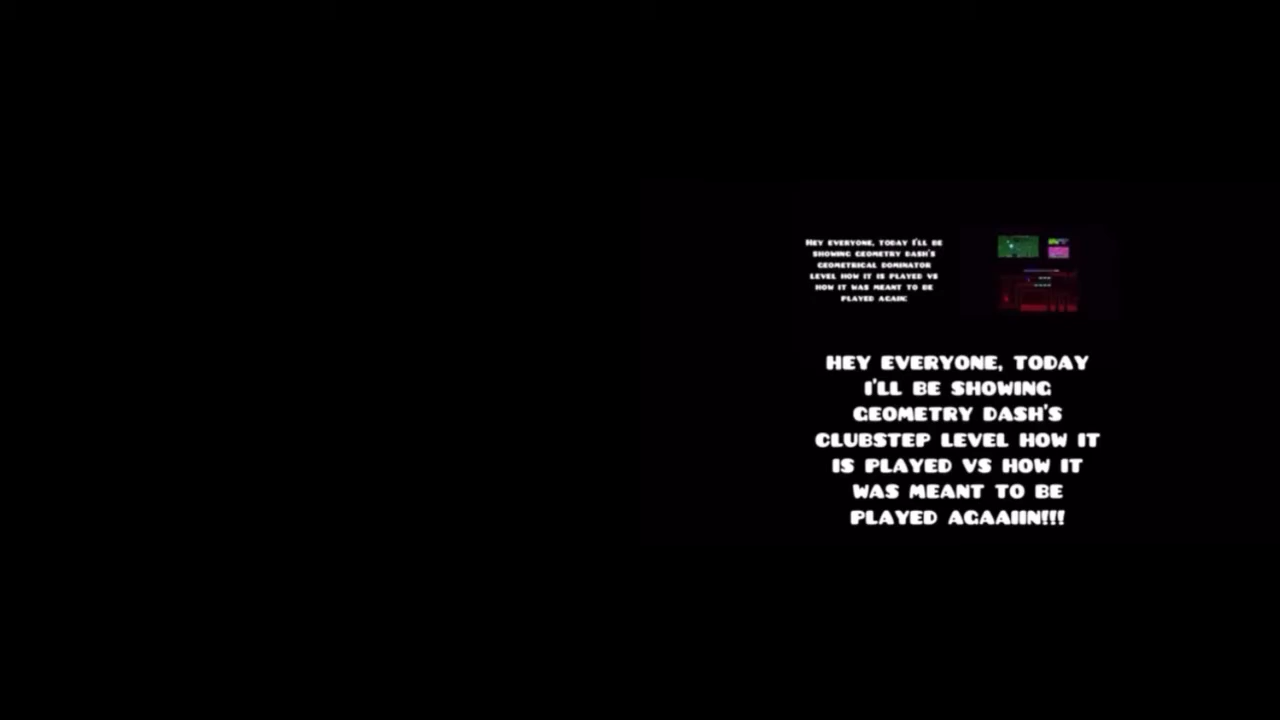 HEY EVERYONE, TODAY I'LL BE
SHOWING GEOMETRY DASH'S
GEOMETRICAL DOMINATOR
LEVEL HOW IT IS PLAYED VS
HOW IT WAS MEANT TO BE
PLAYED AGAIN!
HEY EVERYONE, TODAY
I'LL BE SHOWING
GEOMETRY DASH'S
CLUBSTEP LEVEL HOW IT
IS PLAYED VS HOW IT
WAS MEANT TO BE
PLAYED AGAAIIN!!!